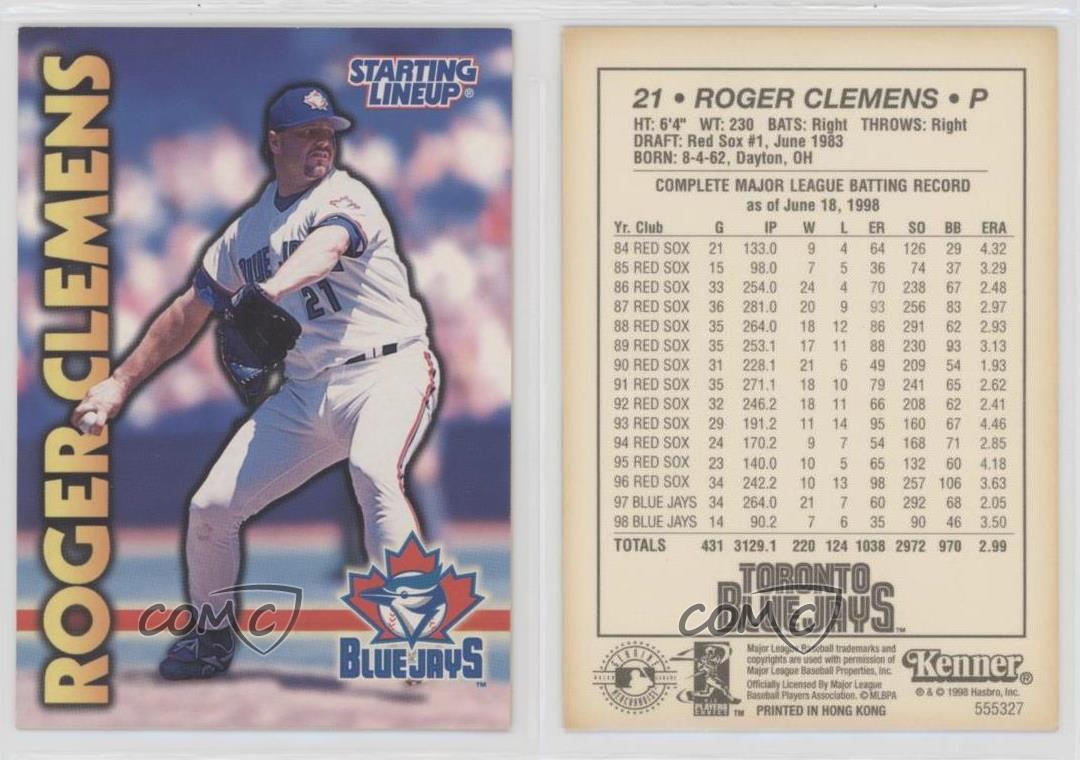 ROGER CLEMENS
STARTING
LINEUP®
BLUE JAYS
21
BLUE JAYS™
COMC
21 • ROGER CLEMENS • P
HT: 6'4" WT: 230 BATS: Right THROWS: Right
DRAFT: Red Sox #1, June 1983
BORN: 8-4-62, Dayton, OH
COMPLETE MAJOR LEAGUE BATTING RECORD
as of June 18, 1998
Yr. Club G IP W L ER SO BB ERA
84 RED SOX 21 133.0 9 4 64 126 29 4.32
85 RED SOX 15 98.0 7 5 36 74 37 3.29
86 RED SOX 33 254.0 24 4 70 238 67 2.48
87 RED SOX 36 281.0 20 9 93 256 83 2.97
88 RED SOX 35 264.0 18 12 86 291 62 2.93
89 RED SOX 35 253.1 17 11 88 230 93 3.13
90 RED SOX 31 228.1 21 6 49 209 54 1.93
91 RED SOX 35 271.1 18 10 79 241 65 2.62
92 RED SOX 32 246.2 18 11 66 208 62 2.41
93 RED SOX 29 191.2 11 14 95 160 67 4.46
94 RED SOX 24 170.2 9 7 54 168 71 2.85
95 RED SOX 23 140.0 10 5 65 132 60 4.18
96 RED SOX 34 242.2 10 13 98 257 106 3.63
97 BLUE JAYS 34 264.0 21 7 60 292 68 2.05
98 BLUE JAYS 14 90.2 7 6 35 90 46 3.50
TOTALS 431 3129.1 220 124 1038 2972 970 2.99
TORONTO
BLUE JAYS™
COMC
GENUINE
MAJOR LEAGUE
MERCHANDISE
PLAYERS
CHOICE™
Major League Baseball trademarks and
copyrights are used with permission of
Major League Baseball Properties, Inc.
Officially Licensed By Major League
Baseball Players Association. © MLBPA
PRINTED IN HONG KONG
Kenner®
® & © 1998 Hasbro, Inc.
555327